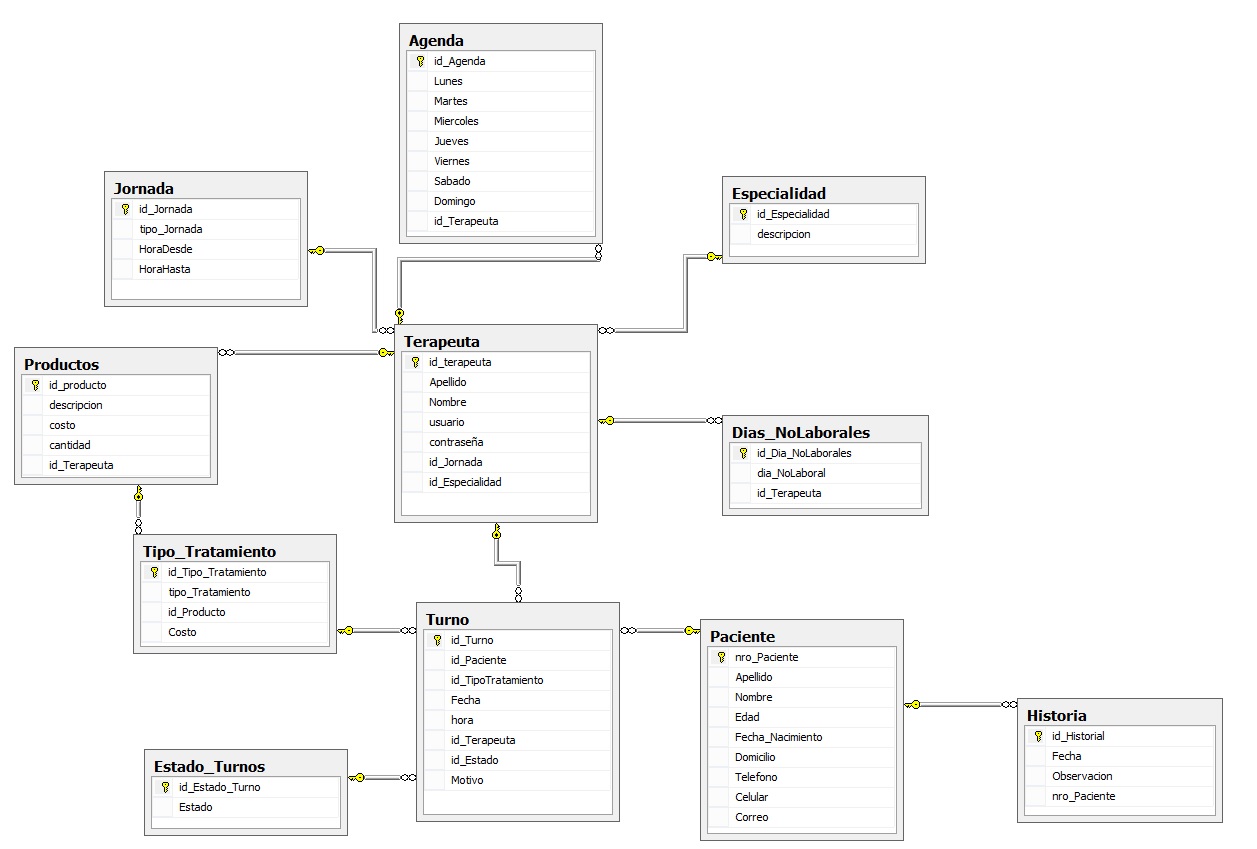 Agenda
id_Agenda
Lunes
Martes
Miercoles
Jueves
Viernes
Sabado
Domingo
id_Terapeuta
Jornada
id_Jornada
tipo_Jornada
HoraDesde
HoraHasta
Especialidad
id_Especialidad
descripcion
Terapeuta
id_terapeuta
Apellido
Nombre
usuario
contraseña
id_Jornada
id_Especialidad
Productos
id_producto
descripcion
costo
cantidad
id_Terapeuta
Dias_NoLaborales
id_Dia_NoLaborales
dia_NoLaboral
id_Terapeuta
Tipo_Tratamiento
id_Tipo_Tratamiento
tipo_Tratamiento
id_Producto
Costo
Turno
id_Turno
id_Paciente
id_TipoTratamiento
Fecha
hora
id_Terapeuta
id_Estado
Motivo
Paciente
nro_Paciente
Apellido
Nombre
Edad
Fecha_Nacimiento
Domicilio
Telefono
Celular
Correo
Historia
id_Historial
Fecha
Observacion
nro_Paciente
Estado_Turnos
id_Estado_Turno
Estado